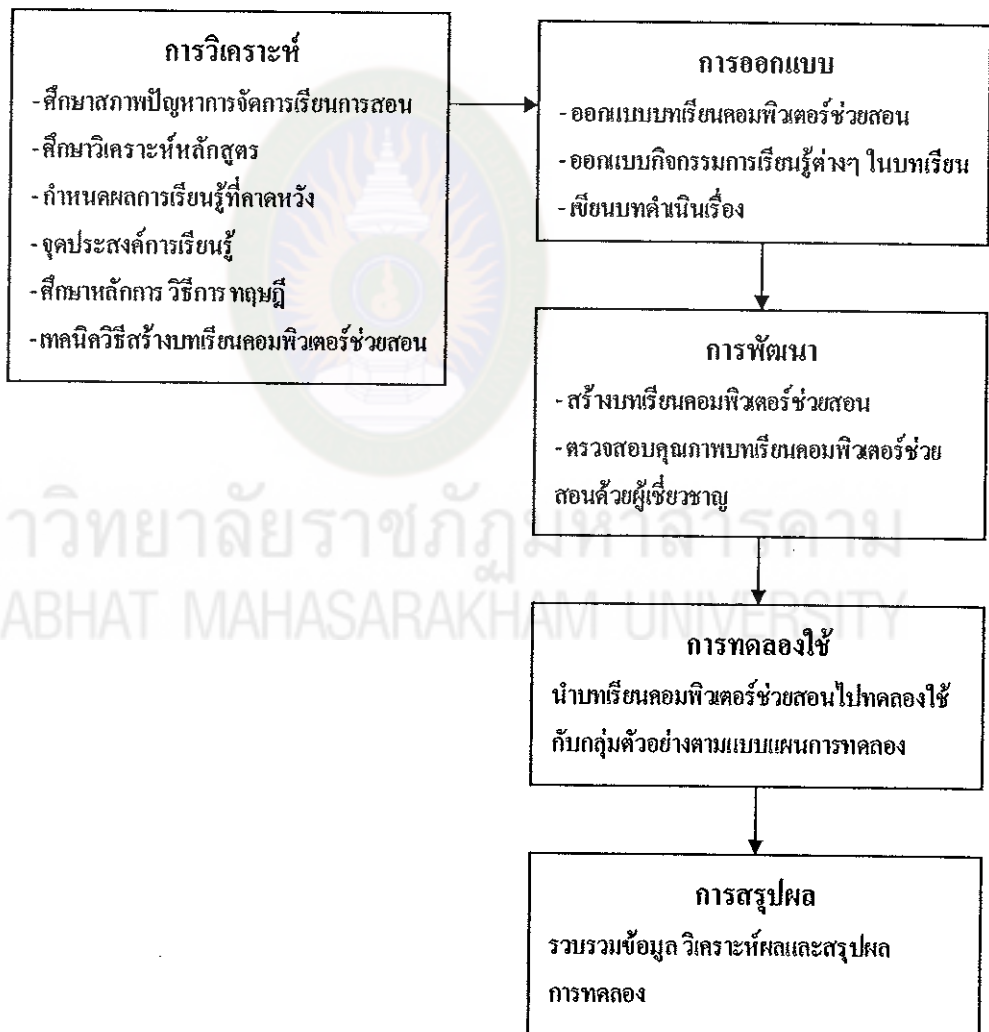 การวิเคราะห์
-ศึกษาสภาพปัญหาการจัดการเรียนการสอน
-ศึกษาวิเคราะห์หลักสูตร
-กำหนดผลการเรียนรู้ที่คาดหวัง
-จุดประสงค์การเรียนรู้
-ศึกษาหลักการ วิธีการ ทฤษฎี
-เทคนิควิธีสร้างบทเรียนคอมพิวเตอร์ช่วยสอน
การออกแบบ
-ออกแบบบทเรียนคอมพิวเตอร์ช่วยสอน
-ออกแบบกิจกรรมการเรียนรู้ต่างๆ ในบทเรียน
-เขียนบทดำเนินเรื่อง
การพัฒนา
-สร้างบทเรียนคอมพิวเตอร์ช่วยสอน
-ตรวจสอบคุณภาพบทเรียนคอมพิวเตอร์ช่วย
สอนด้วยผู้เชี่ยวชาญ
าวิทยาลัยราชภัฏมหาสารคาม
ABHAT MAHASARAKHAM UNIVERSITY
การทดลองใช้
นำบทเรียนคอมพิวเตอร์ช่วยสอนไปทดลองใช้
กับกลุ่มตัวอย่างตามแบบแผนการทดลอง
การสรุปผล
รวบรวมข้อมูล วิเคราะห์ผลและสรุปผล
การทดลอง